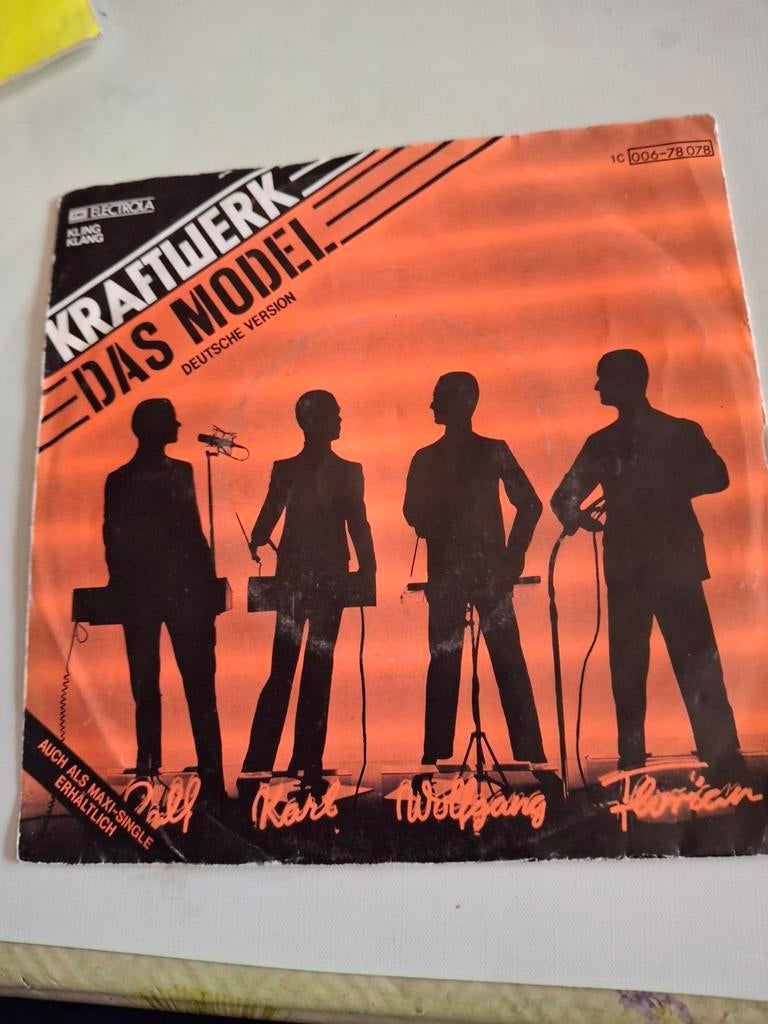 EMI ELECTROLA
KLING
KLANG
1C 006-78 078
KRAFTWERK
DAS MODEL
DEUTSCHE VERSION
AUCH ALS MAXI-SINGLE
ERHÄLTLICH
Ralf Karl Wolfgang Florian